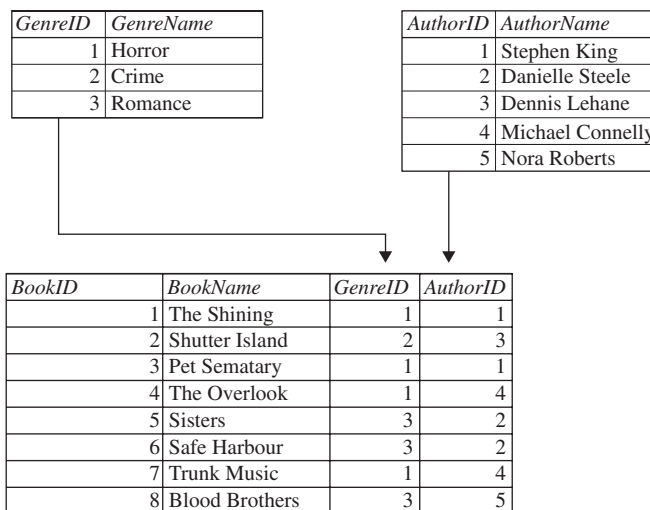 GenreID GenreName
1 Horror
2 Crime
3 Romance
AuthorID AuthorName
1 Stephen King
2 Danielle Steele
3 Dennis Lehane
4 Michael Connelly
5 Nora Roberts
BookID BookName GenreID AuthorID
1 The Shining 1 1
2 Shutter Island 2 3
3 Pet Sematary 1 1
4 The Overlook 1 4
5 Sisters 3 2
6 Safe Harbour 3 2
7 Trunk Music 1 4
8 Blood Brothers 3 5